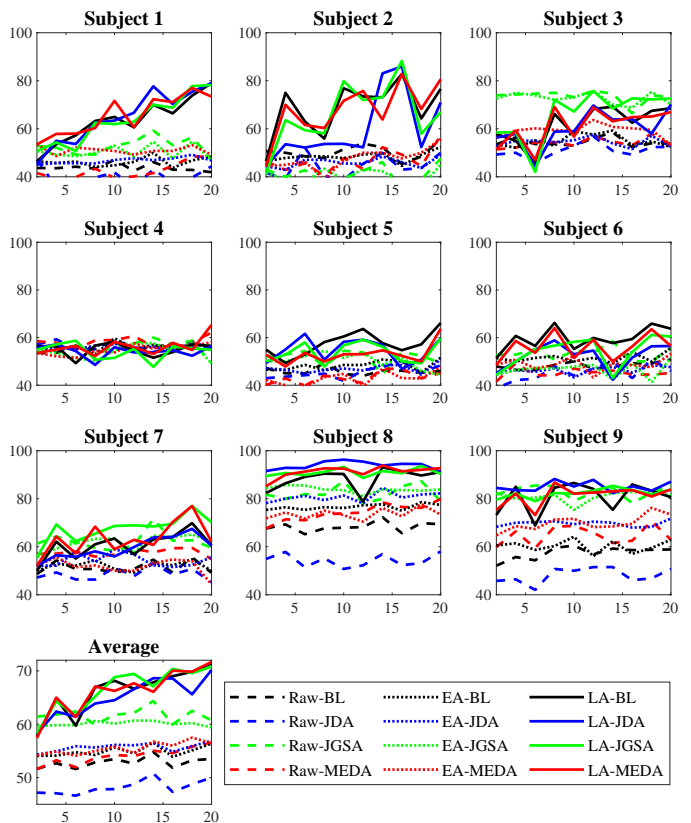 Subject 1 Subject 2 Subject 3
100 100 100
80 80 80
60 60 60
40 40 40
5 10 15 20 5 10 15 20 5 10 15 20
Subject 4 Subject 5 Subject 6
100 100 100
80 80 80
60 60 60
40 40 40
5 10 15 20 5 10 15 20 5 10 15 20
Subject 7 Subject 8 Subject 9
100 100 100
80 80 80
60 60 60
40 40 40
5 10 15 20 5 10 15 20 5 10 15 20
Average
70
60
50
5 10 15 20
Raw-BL EA-BL LA-BL
Raw-JDA EA-JDA LA-JDA
Raw-JGSA EA-JGSA LA-JGSA
Raw-MEDA EA-MEDA LA-MEDA